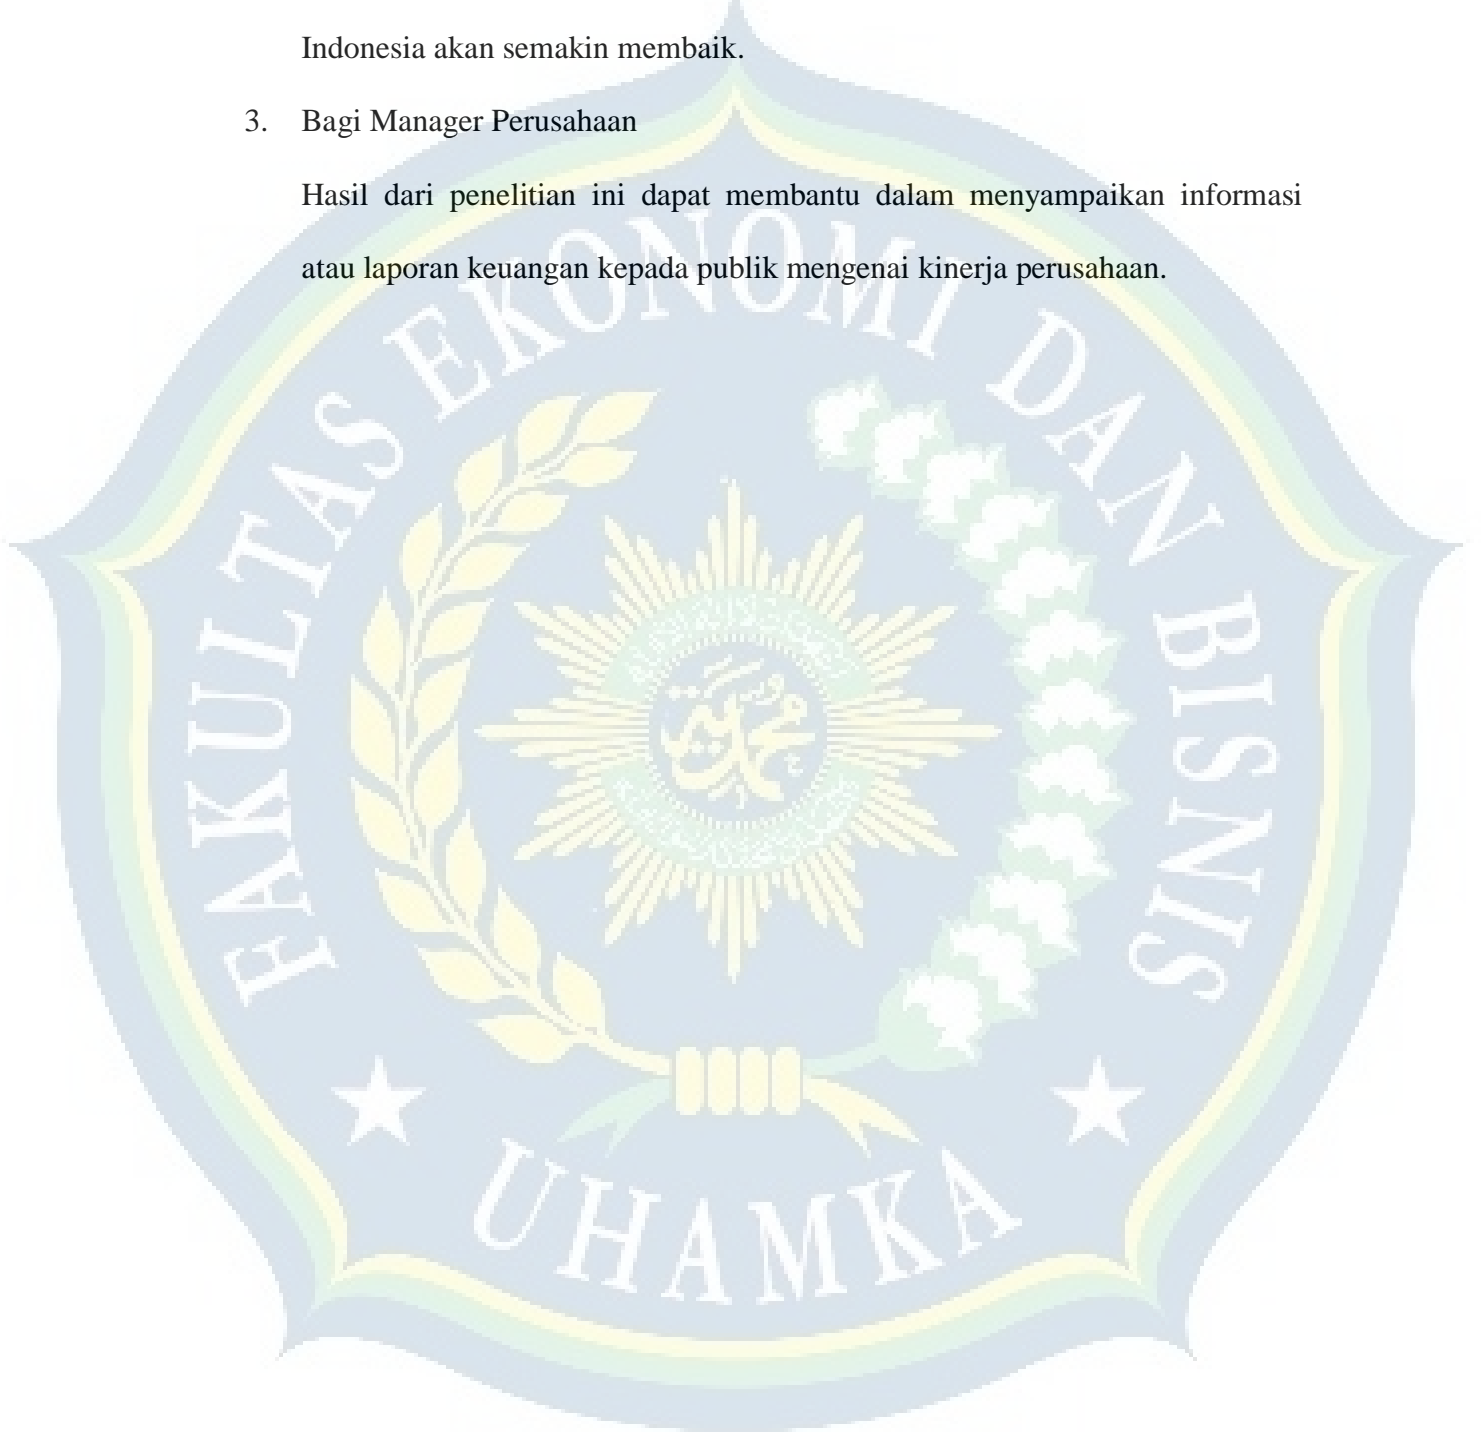 Indonesia akan semakin membaik.
3. Bagi Manager Perusahaan
Hasil dari penelitian ini dapat membantu dalam menyampaikan informasi
atau laporan keuangan kepada publik mengenai kinerja perusahaan.
FAKULTAS EKONOMI DAN BISNIS
محمدية
UHAMKA